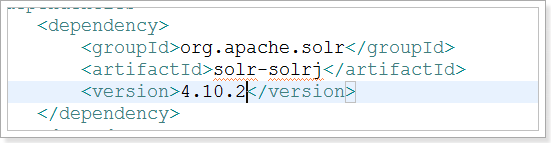 <dependency>
<groupId>org.apache.solr</groupId>
<artifactId>solr-solrj</artifactId>
<version>4.10.2</version>
</dependency>